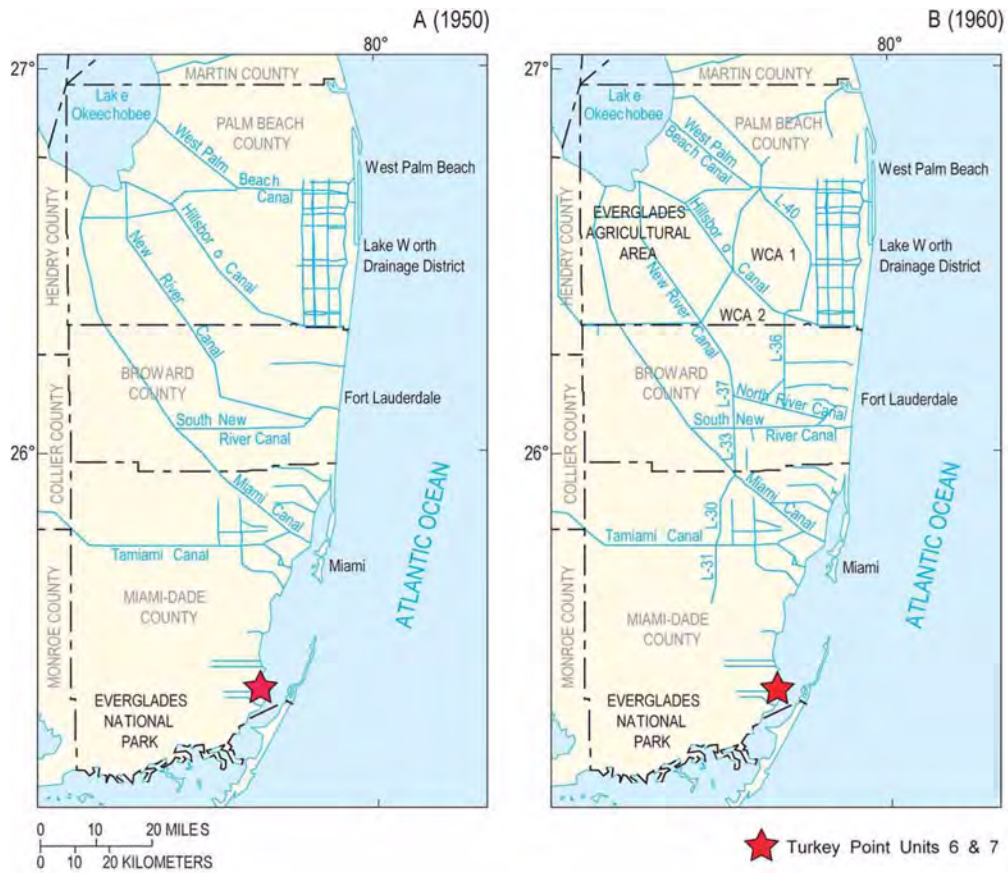 A (1950)
80°
27°
MARTIN COUNTY
Lake
Okeechobee
PALM BEACH
COUNTY
West Palm
Beach
Canal
West Palm Beach
HENDRY COUNTY
Hillsbor o Canal
New River Canal
Lake Worth
Drainage District
BROWARD
COUNTY
Fort Lauderdale
South New
River Canal
26°
COLLIER COUNTY
Miami Canal
Tamiami Canal
Miami
ATLANTIC OCEAN
MIAMI-DADE
COUNTY
MONROE COUNTY
EVERGLADES
NATIONAL
PARK
0 10 20 MILES
0 10 20 KILOMETERS
B (1960)
80°
27°
MARTIN COUNTY
Lake
Okeechobee
PALM BEACH
COUNTY
West Palm
Beach Canal
West Palm Beach
L-40
HENDRY COUNTY
EVERGLADES
AGRICULTURAL
AREA
Hillsbor o Canal
WCA 1
Lake Worth
Drainage District
New River Canal
WCA 2
L-36
BROWARD
COUNTY
L-37
North River Canal
Fort Lauderdale
South New
River Canal
L-33
26°
COLLIER COUNTY
Miami Canal
L-30
Tamiami Canal
L-31
Miami
ATLANTIC OCEAN
MIAMI-DADE
COUNTY
MONROE COUNTY
EVERGLADES
NATIONAL
PARK
Turkey Point Units 6 & 7